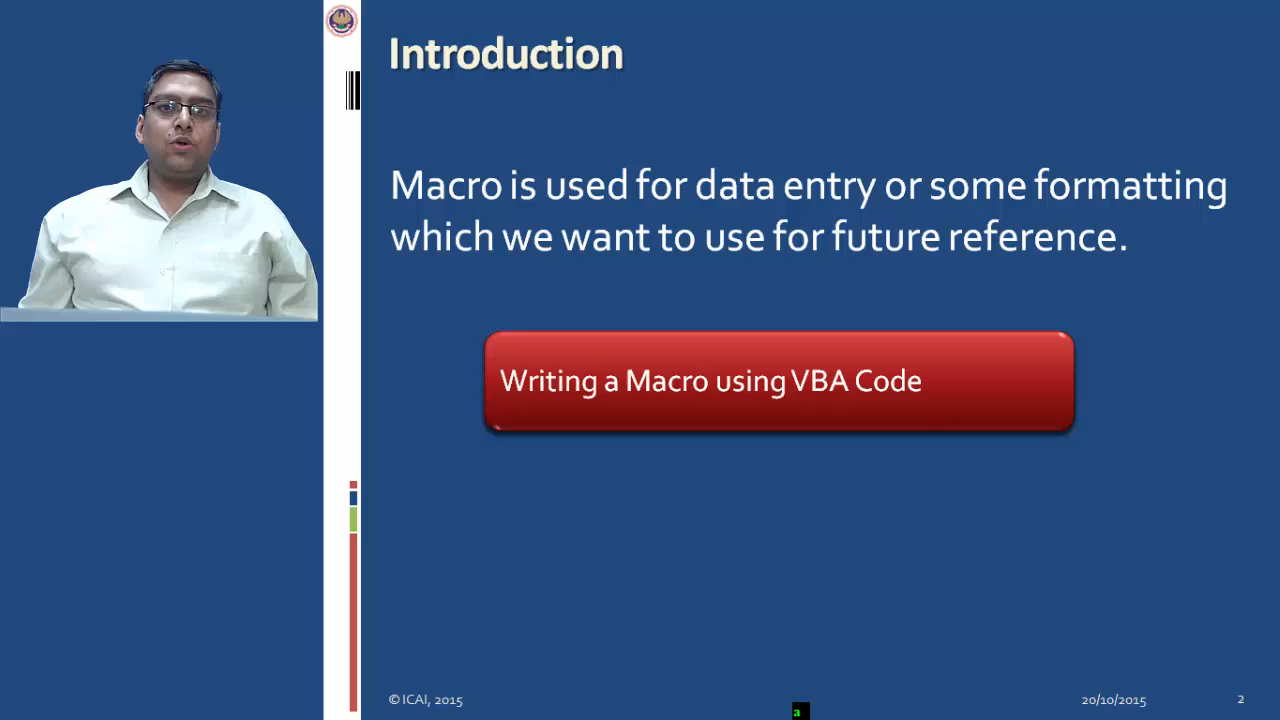 Introduction
Macro is used for data entry or some formatting
which we want to use for future reference.
Writing a Macro using VBA Code
© ICAI, 2015
20/10/2015
2
a